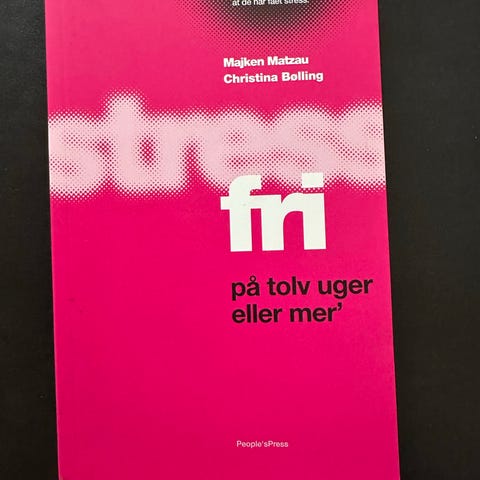 at de har fået stress.
Majken Matzau
Christina Bølling
stress
fri
på tolv uger
eller mer'
People'sPress